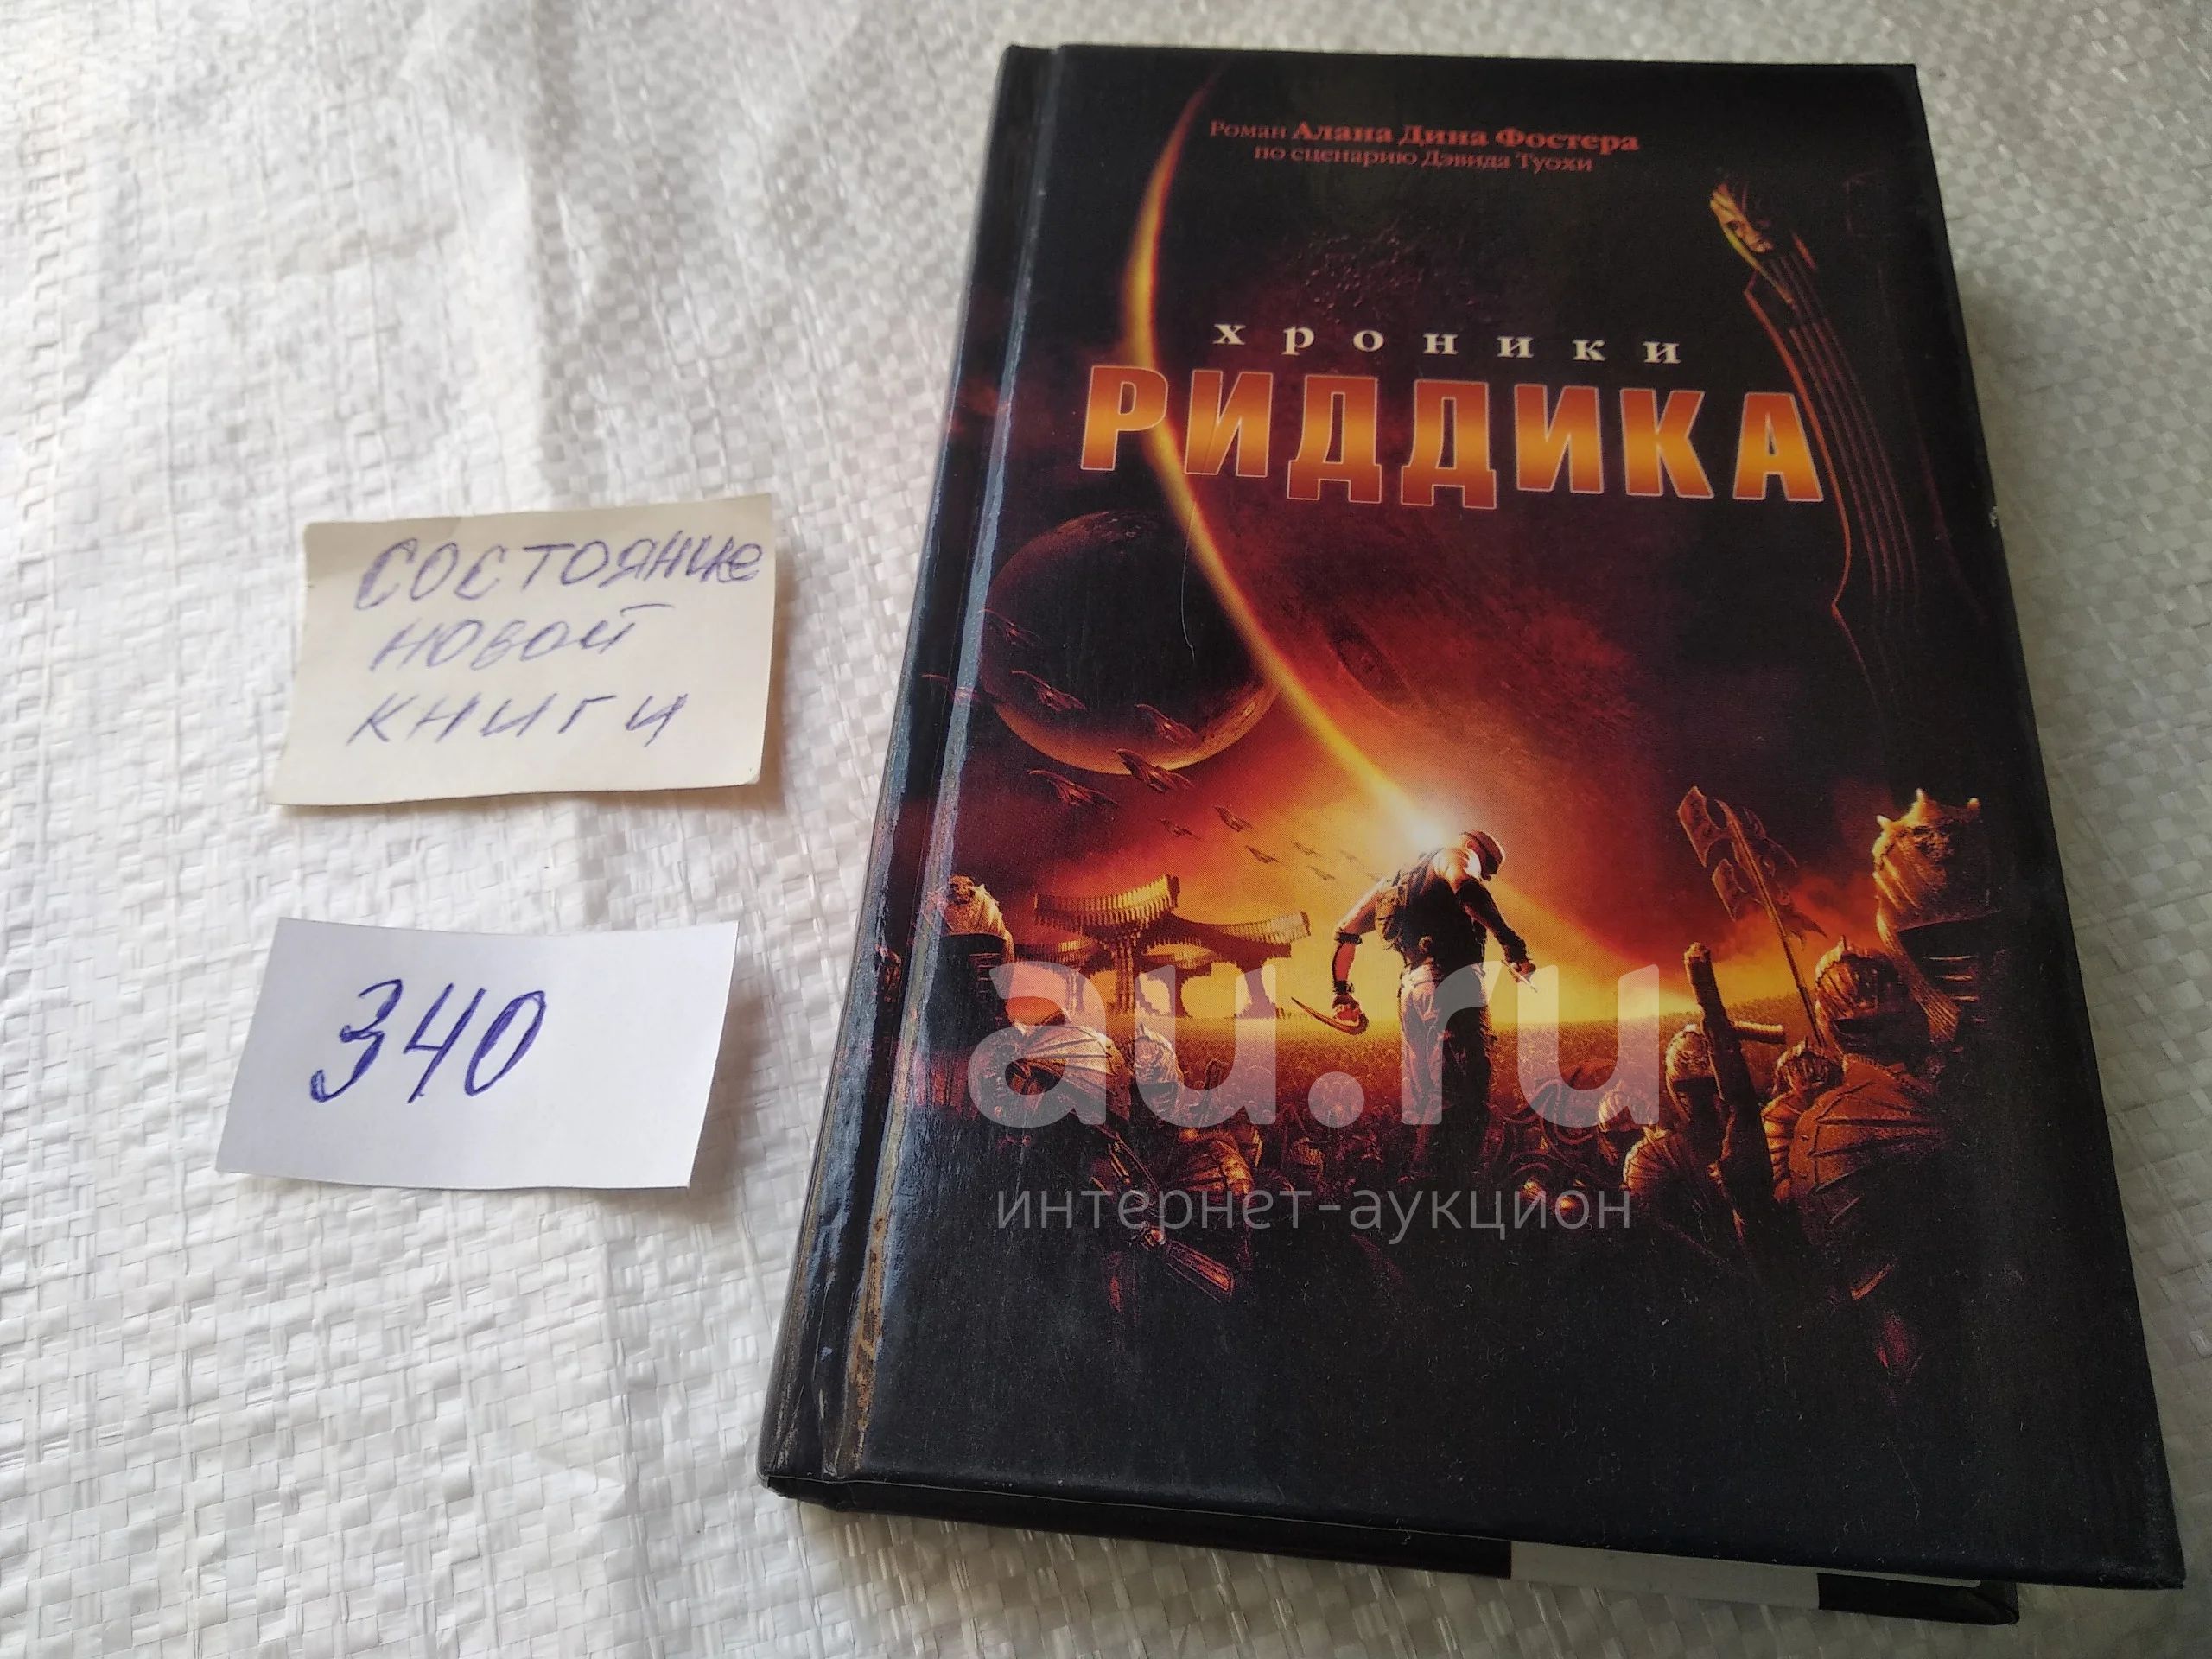 Роман Алана Дина Фостера
по сценарию Дэвида Туохи
хроники
РИДДИКА
СОСТОЯНИЕ
НОВОЙ
КНИГИ
340
au.ru
интернет-аукцион